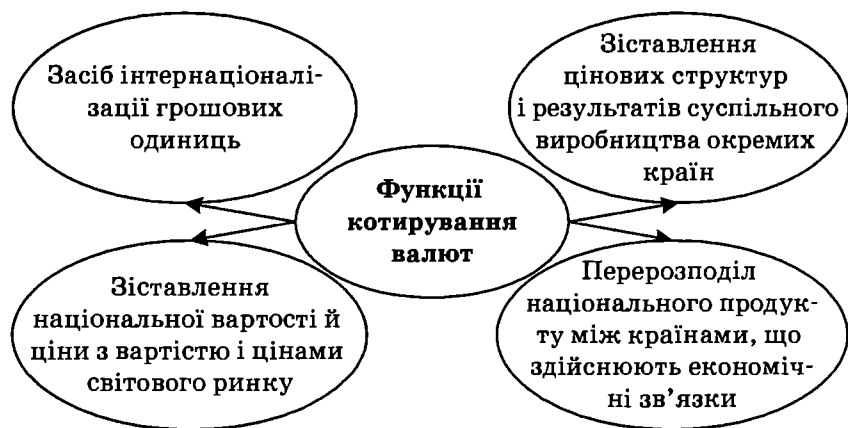 Засіб інтернаціоналі-
зації грошових
одиниць
Зіставлення
цінових структур
і результатів суспільного
виробництва окремих
країн
Функції
котирування
валют
Зіставлення
національної вартості й
ціни з вартістю і цінами
світового ринку
Перерозподіл
національного продук-
ту між країнами, що
здійснюють економіч-
ні зв’язки